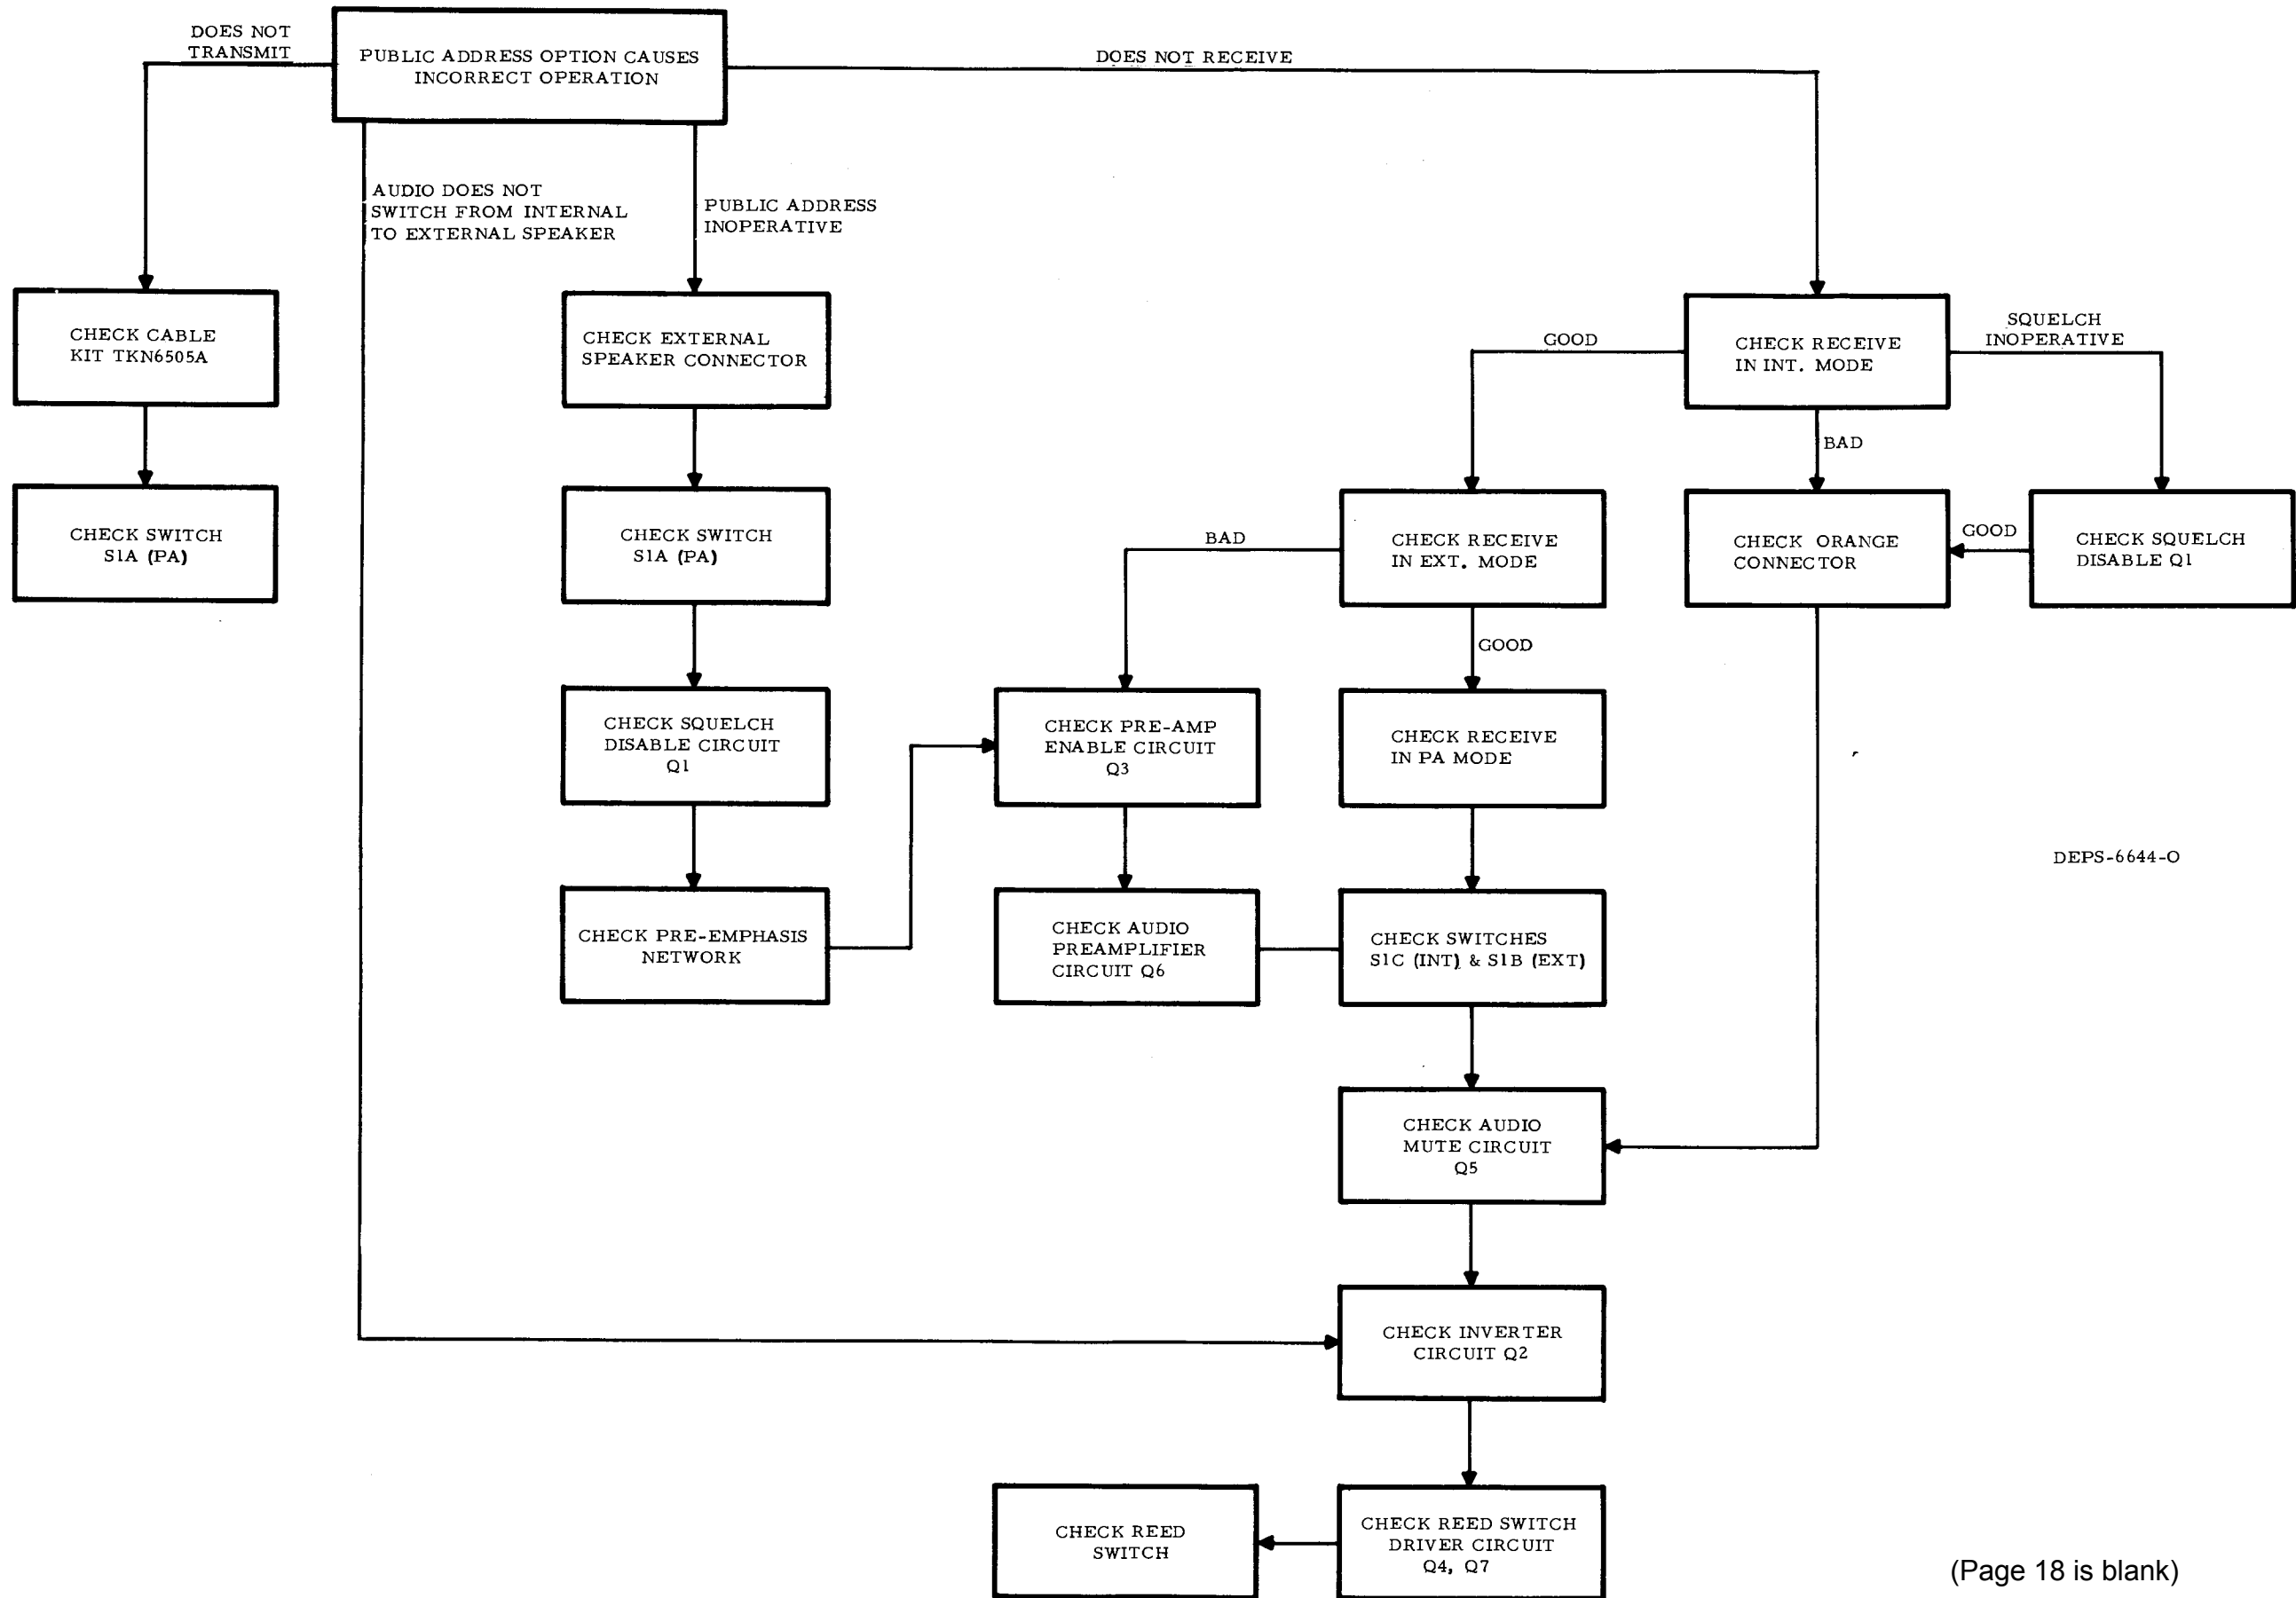 DOES NOT
TRANSMIT
PUBLIC ADDRESS OPTION CAUSES
INCORRECT OPERATION
DOES NOT RECEIVE
AUDIO DOES NOT
SWITCH FROM INTERNAL
TO EXTERNAL SPEAKER
PUBLIC ADDRESS
INOPERATIVE
CHECK CABLE
KIT TKN6505A
CHECK EXTERNAL
SPEAKER CONNECTOR
GOOD
CHECK RECEIVE
IN INT. MODE
SQUELCH
INOPERATIVE
BAD
CHECK SWITCH
S1A (PA)
CHECK SWITCH
S1A (PA)
BAD
CHECK RECEIVE
IN EXT. MODE
CHECK ORANGE
CONNECTOR
GOOD
CHECK SQUELCH
DISABLE Q1
GOOD
CHECK SQUELCH
DISABLE CIRCUIT
Q1
CHECK PRE-AMP
ENABLE CIRCUIT
Q3
CHECK RECEIVE
IN PA MODE
DEPS-6644-O
CHECK PRE-EMPHASIS
NETWORK
CHECK AUDIO
PREAMPLIFIER
CIRCUIT Q6
CHECK SWITCHES
S1C (INT) & S1B (EXT)
CHECK AUDIO
MUTE CIRCUIT
Q5
CHECK INVERTER
CIRCUIT Q2
CHECK REED
SWITCH
CHECK REED SWITCH
DRIVER CIRCUIT
Q4, Q7
(Page 18 is blank)